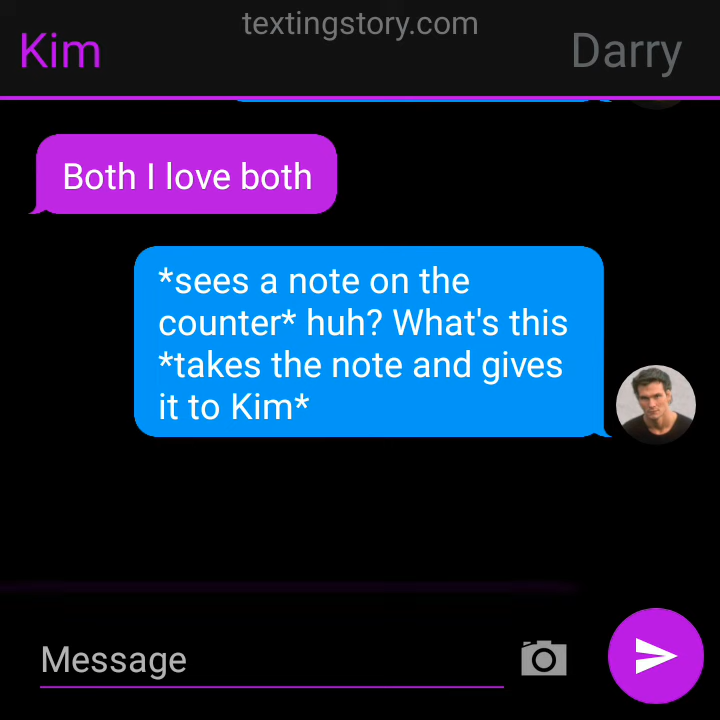 textingstory.com
Kim
Darry
Both I love both
*sees a note on the
counter* huh? What's this
*takes the note and gives
it to Kim*
Message